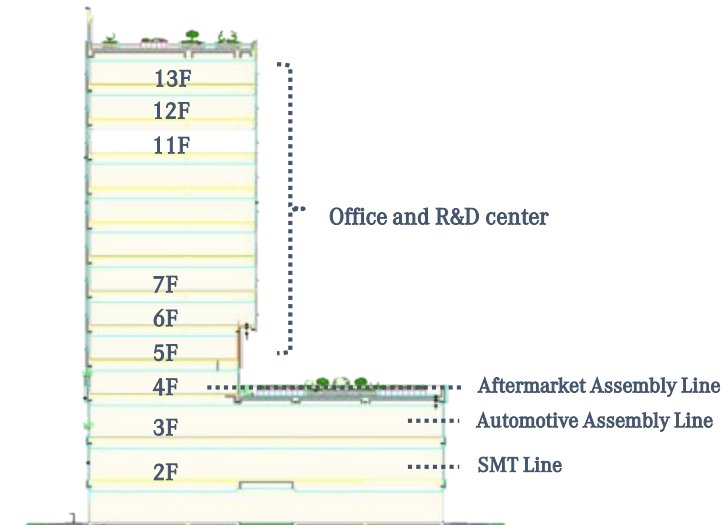 13F
12F
11F
7F
6F
5F
4F
3F
2F
Office and R&D center
Aftermarket Assembly Line
Automotive Assembly Line
SMT Line